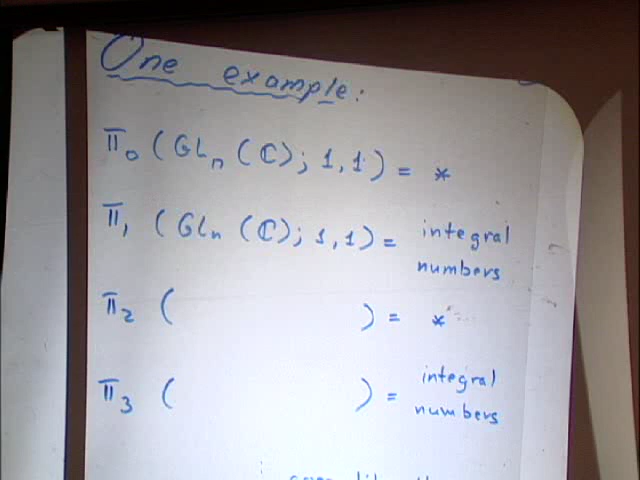 One example:
π₀ (GLₙ (ℂ); 1, 1) = *
π₁ (GLₙ (ℂ); 1, 1) = integral numbers
π₂ ( ) = *
π₃ ( ) = integral numbers